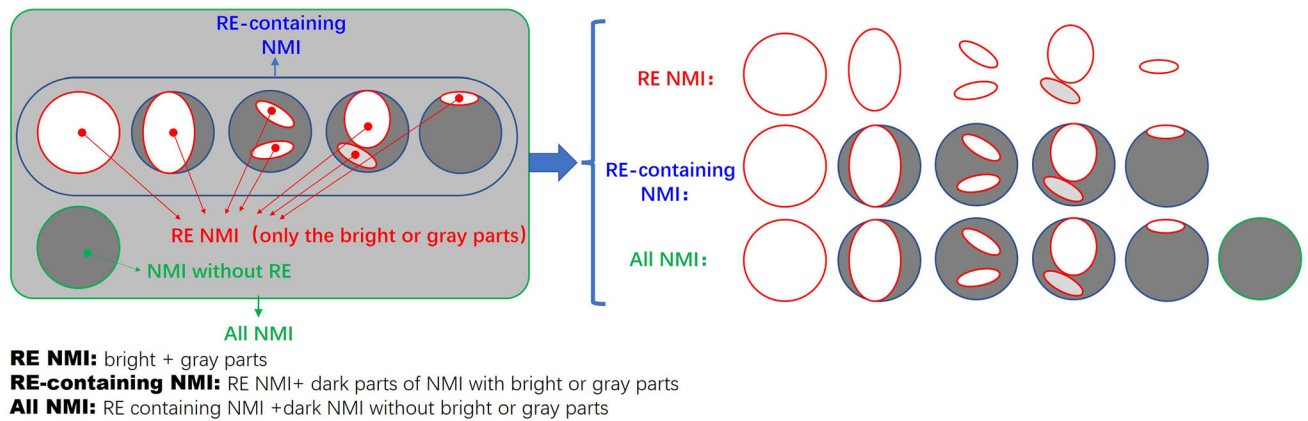 RE-containing
NMI
RE NMI（only the bright or gray parts）
NMI without RE
All NMI
RE NMI：
RE-containing
NMI：
All NMI：
RE NMI: bright + gray parts
RE-containing NMI: RE NMI+ dark parts of NMI with bright or gray parts
All NMI: RE containing NMI +dark NMI without bright or gray parts